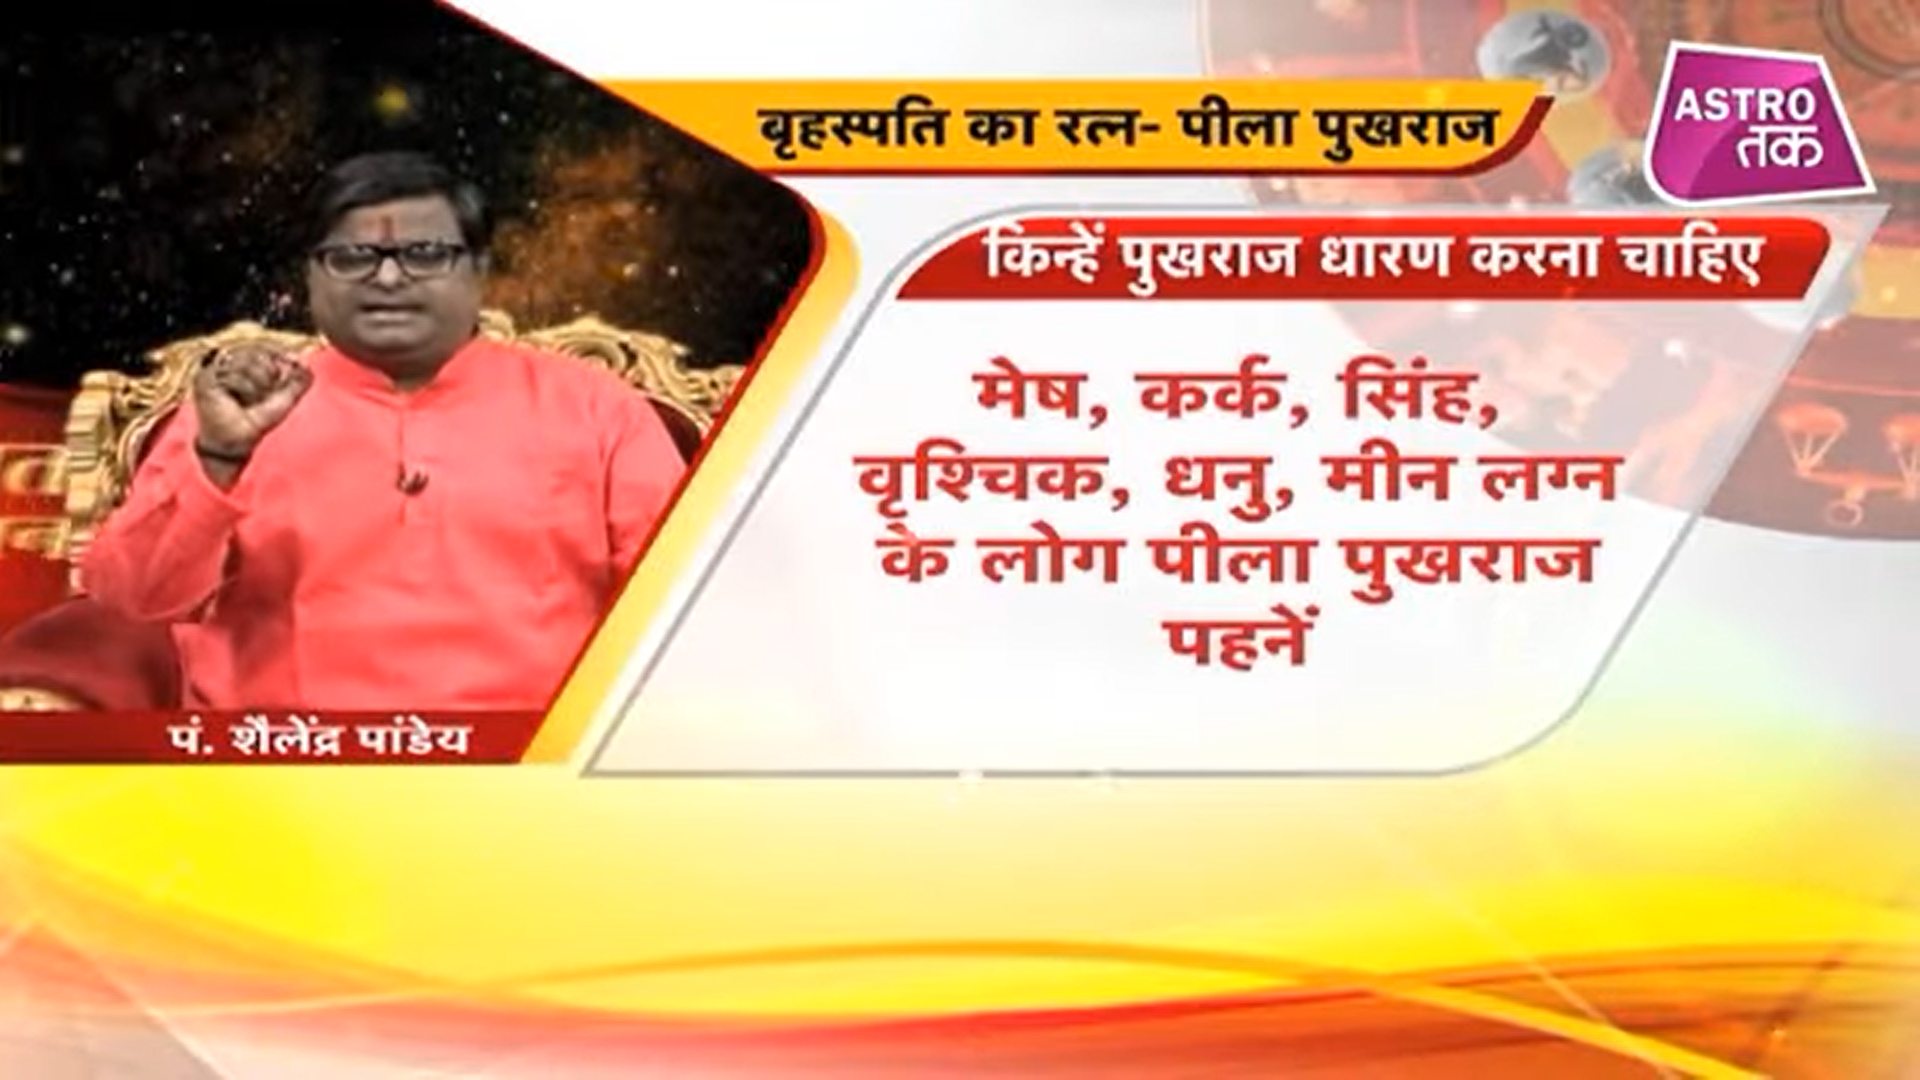 बृहस्पति का रत्न- पीला पुखराज
ASTRO
तक
किन्हें पुखराज धारण करना चाहिए
मेष, कर्क, सिंह,
वृश्चिक, धनु, मीन लग्न
के लोग पीला पुखराज
पहनें
पं. शैलेंद्र पांडेय